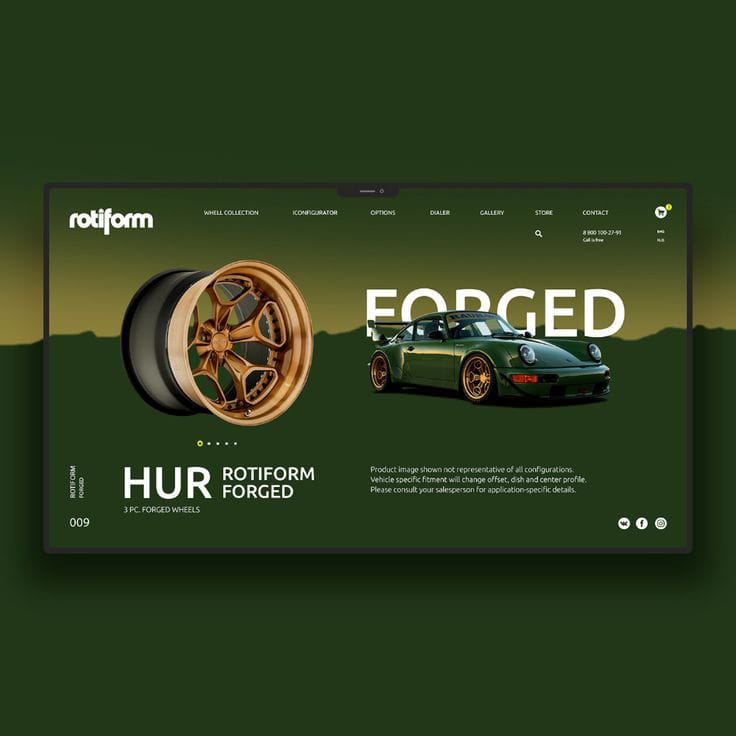 rotiform
WHELL COLLECTION
ICONFIGURATOR
OPTIONS
DIALER
GALLERY
STORE
CONTACT
1
8 800 100-27-91
Call is free
ENG
FORGED
ROTIFORM
FORGED
009
HUR
ROTIFORM
FORGED
3 PC. FORGED WHEELS
Product image shown not representative of all configurations.
Vehicle specific fitment will change offset, dish and center profile.
Please consult your salesperson for application-specific details.